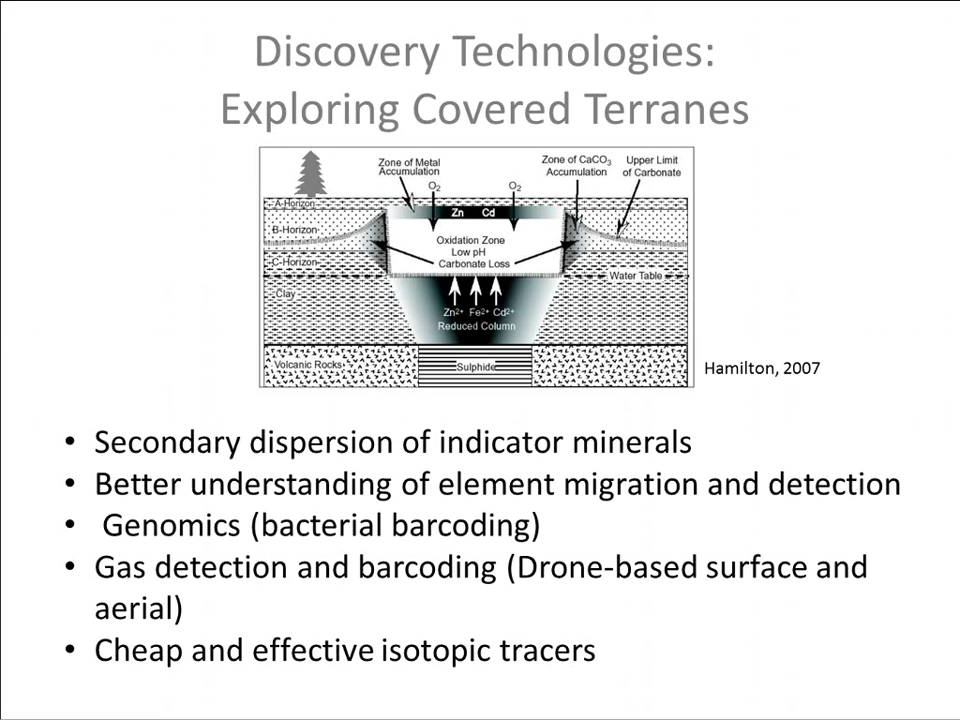 Discovery Technologies:
Exploring Covered Terranes
Zone of Metal
Accumulation
Zone of CaCO3
Accumulation
Upper Limit
of Carbonate
O2
O2
A-Horizon
Zn Cd
B-Horizon
Oxidation Zone
Low pH
Carbonate Loss
C-Horizon
Water Table
Clay
Zn2+ Fe2+ Cd2+
Reduced Column
Volcanic Rocks
Sulphide
Hamilton, 2007
• Secondary dispersion of indicator minerals
• Better understanding of element migration and detection
• Genomics (bacterial barcoding)
• Gas detection and barcoding (Drone-based surface and
aerial)
• Cheap and effective isotopic tracers